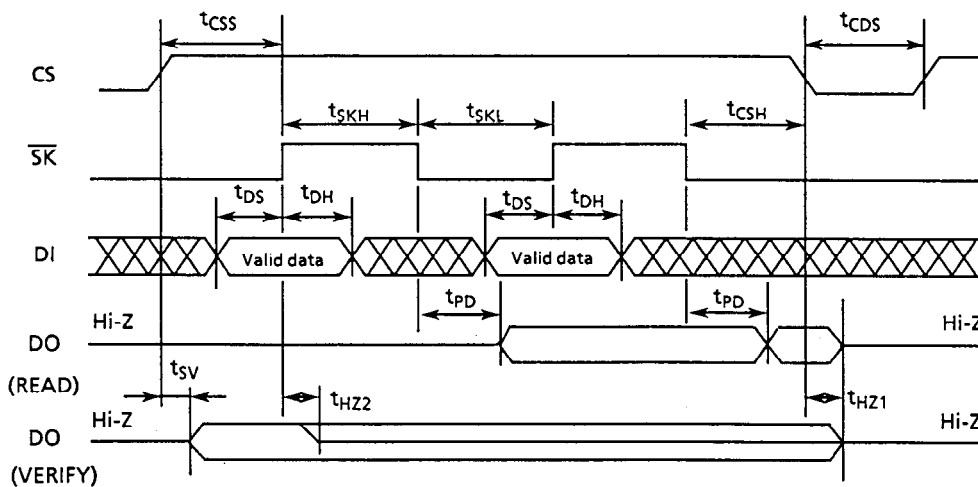 tCSS
tCDS
CS
tSKH
tSKL
tCSH
SK
tDS
tDH
tDS
tDH
DI
Valid data
Valid data
tPD
tPD
Hi-Z
Hi-Z
DO
(READ)
tSV
tHZ2
tHZ1
Hi-Z
Hi-Z
DO
(VERIFY)